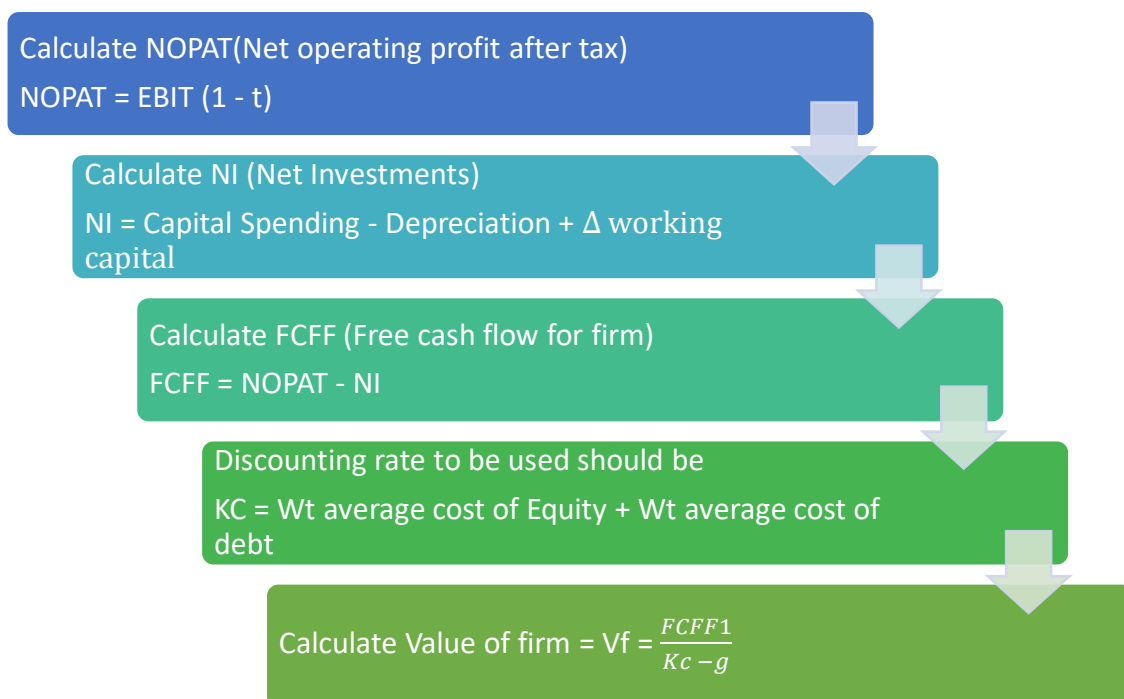 Calculate NOPAT(Net operating profit after tax)
NOPAT = EBIT (1 - t)
Calculate NI (Net Investments)
NI = Capital Spending - Depreciation + Δ working
capital
Calculate FCFF (Free cash flow for firm)
FCFF = NOPAT - NI
Discounting rate to be used should be
KC = Wt average cost of Equity + Wt average cost of
debt
Calculate Value of firm = Vf = FCFF1 / Kc − g